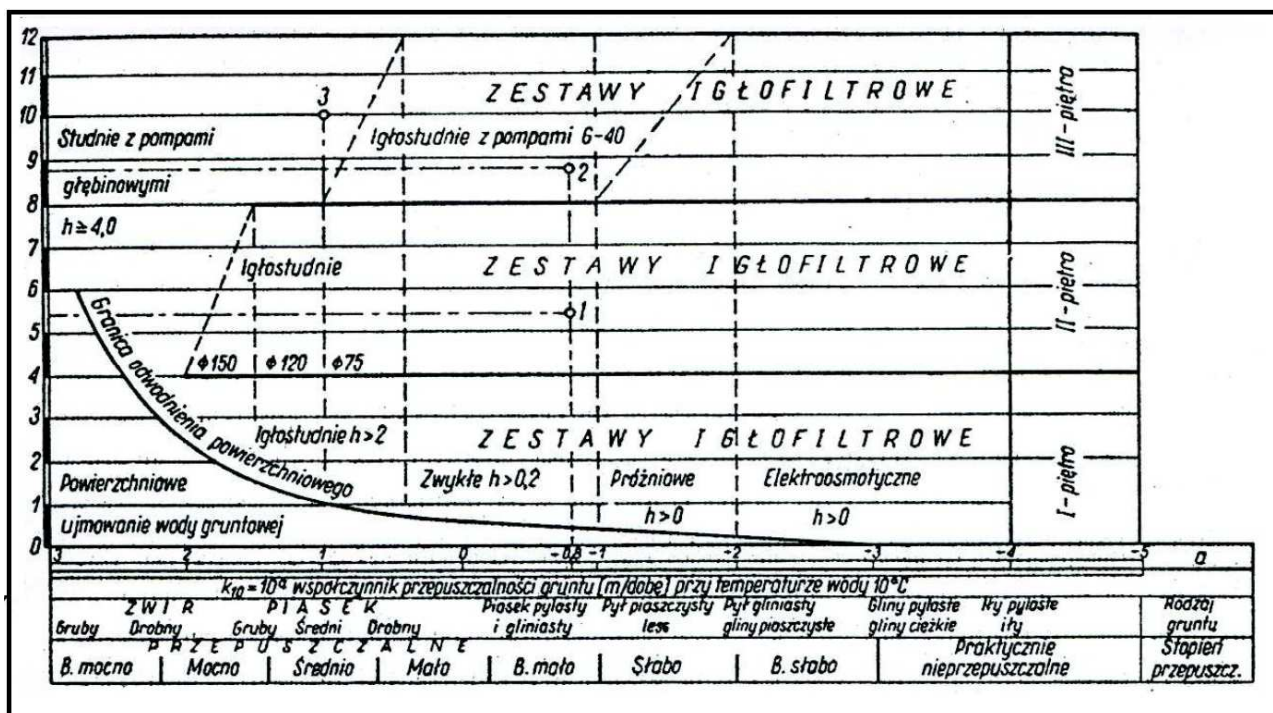 12
11
10
9
8
7
6
5
4
3
2
1
0
ZESTAWY IGŁOFILTROWE
3
Studnie z pompami
Igłostudnie z pompami 6-40
2
głębinowymi
h ≥ 4,0
Igłostudnie
ZESTAWY IGŁOFILTROWE
1
ϕ150 ϕ120 ϕ75
Granica odwodnienia powierzchniowego
Igłostudnie h>2
ZESTAWY IGŁOFILTROWE
Powierzchniowe
Zwykłe h>0,2
Próżniowe
Elektroosmotyczne
ujmowanie wody gruntowej
h>0
h>0
III-piętro
II-piętro
I-piętro
3 2 1 0 -0,8 -1 -2 -3 -4 -5 a
k10 = 10ᵃ współczynnik przepuszczalności gruntu [m/dobę] przy temperaturze wody 10°C
ŻWIR PIASEK Piasek pylasty Pył piaszczysty Pył gliniasty Gliny pylaste Iły pylaste Rodzaj
Gruby Drobny Gruby Średni Drobny i gliniasty less gliny piaszczyste gliny ciężkie iły gruntu
PRZEPUSZCZALNE Praktycznie Stopień
B. mocno Mocno Średnio Mało B. mało Słabo B. słabo nieprzepuszczalne przepuszcz.